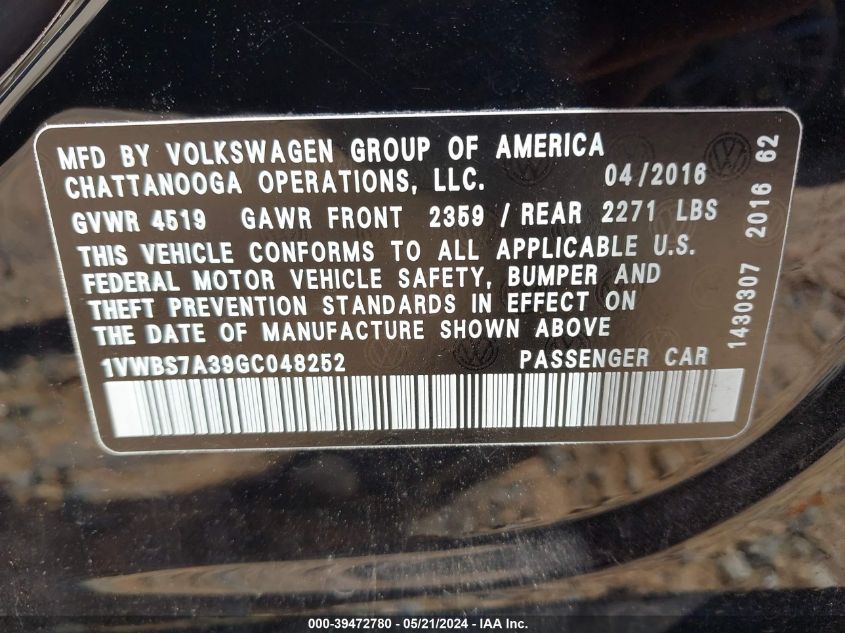 MFD BY VOLKSWAGEN GROUP OF AMERICA
CHATTANOOGA OPERATIONS, LLC. 04/2016
GVWR 4519 GAWR FRONT 2359 / REAR 2271 LBS
THIS VEHICLE CONFORMS TO ALL APPLICABLE U.S.
FEDERAL MOTOR VEHICLE SAFETY, BUMPER AND
THEFT PREVENTION STANDARDS IN EFFECT ON
THE DATE OF MANUFACTURE SHOWN ABOVE
1VWBS7A39GC048252 PASSENGER CAR
1430307 2016 62
000-39472780 - 05/21/2024 - IAAI.COM